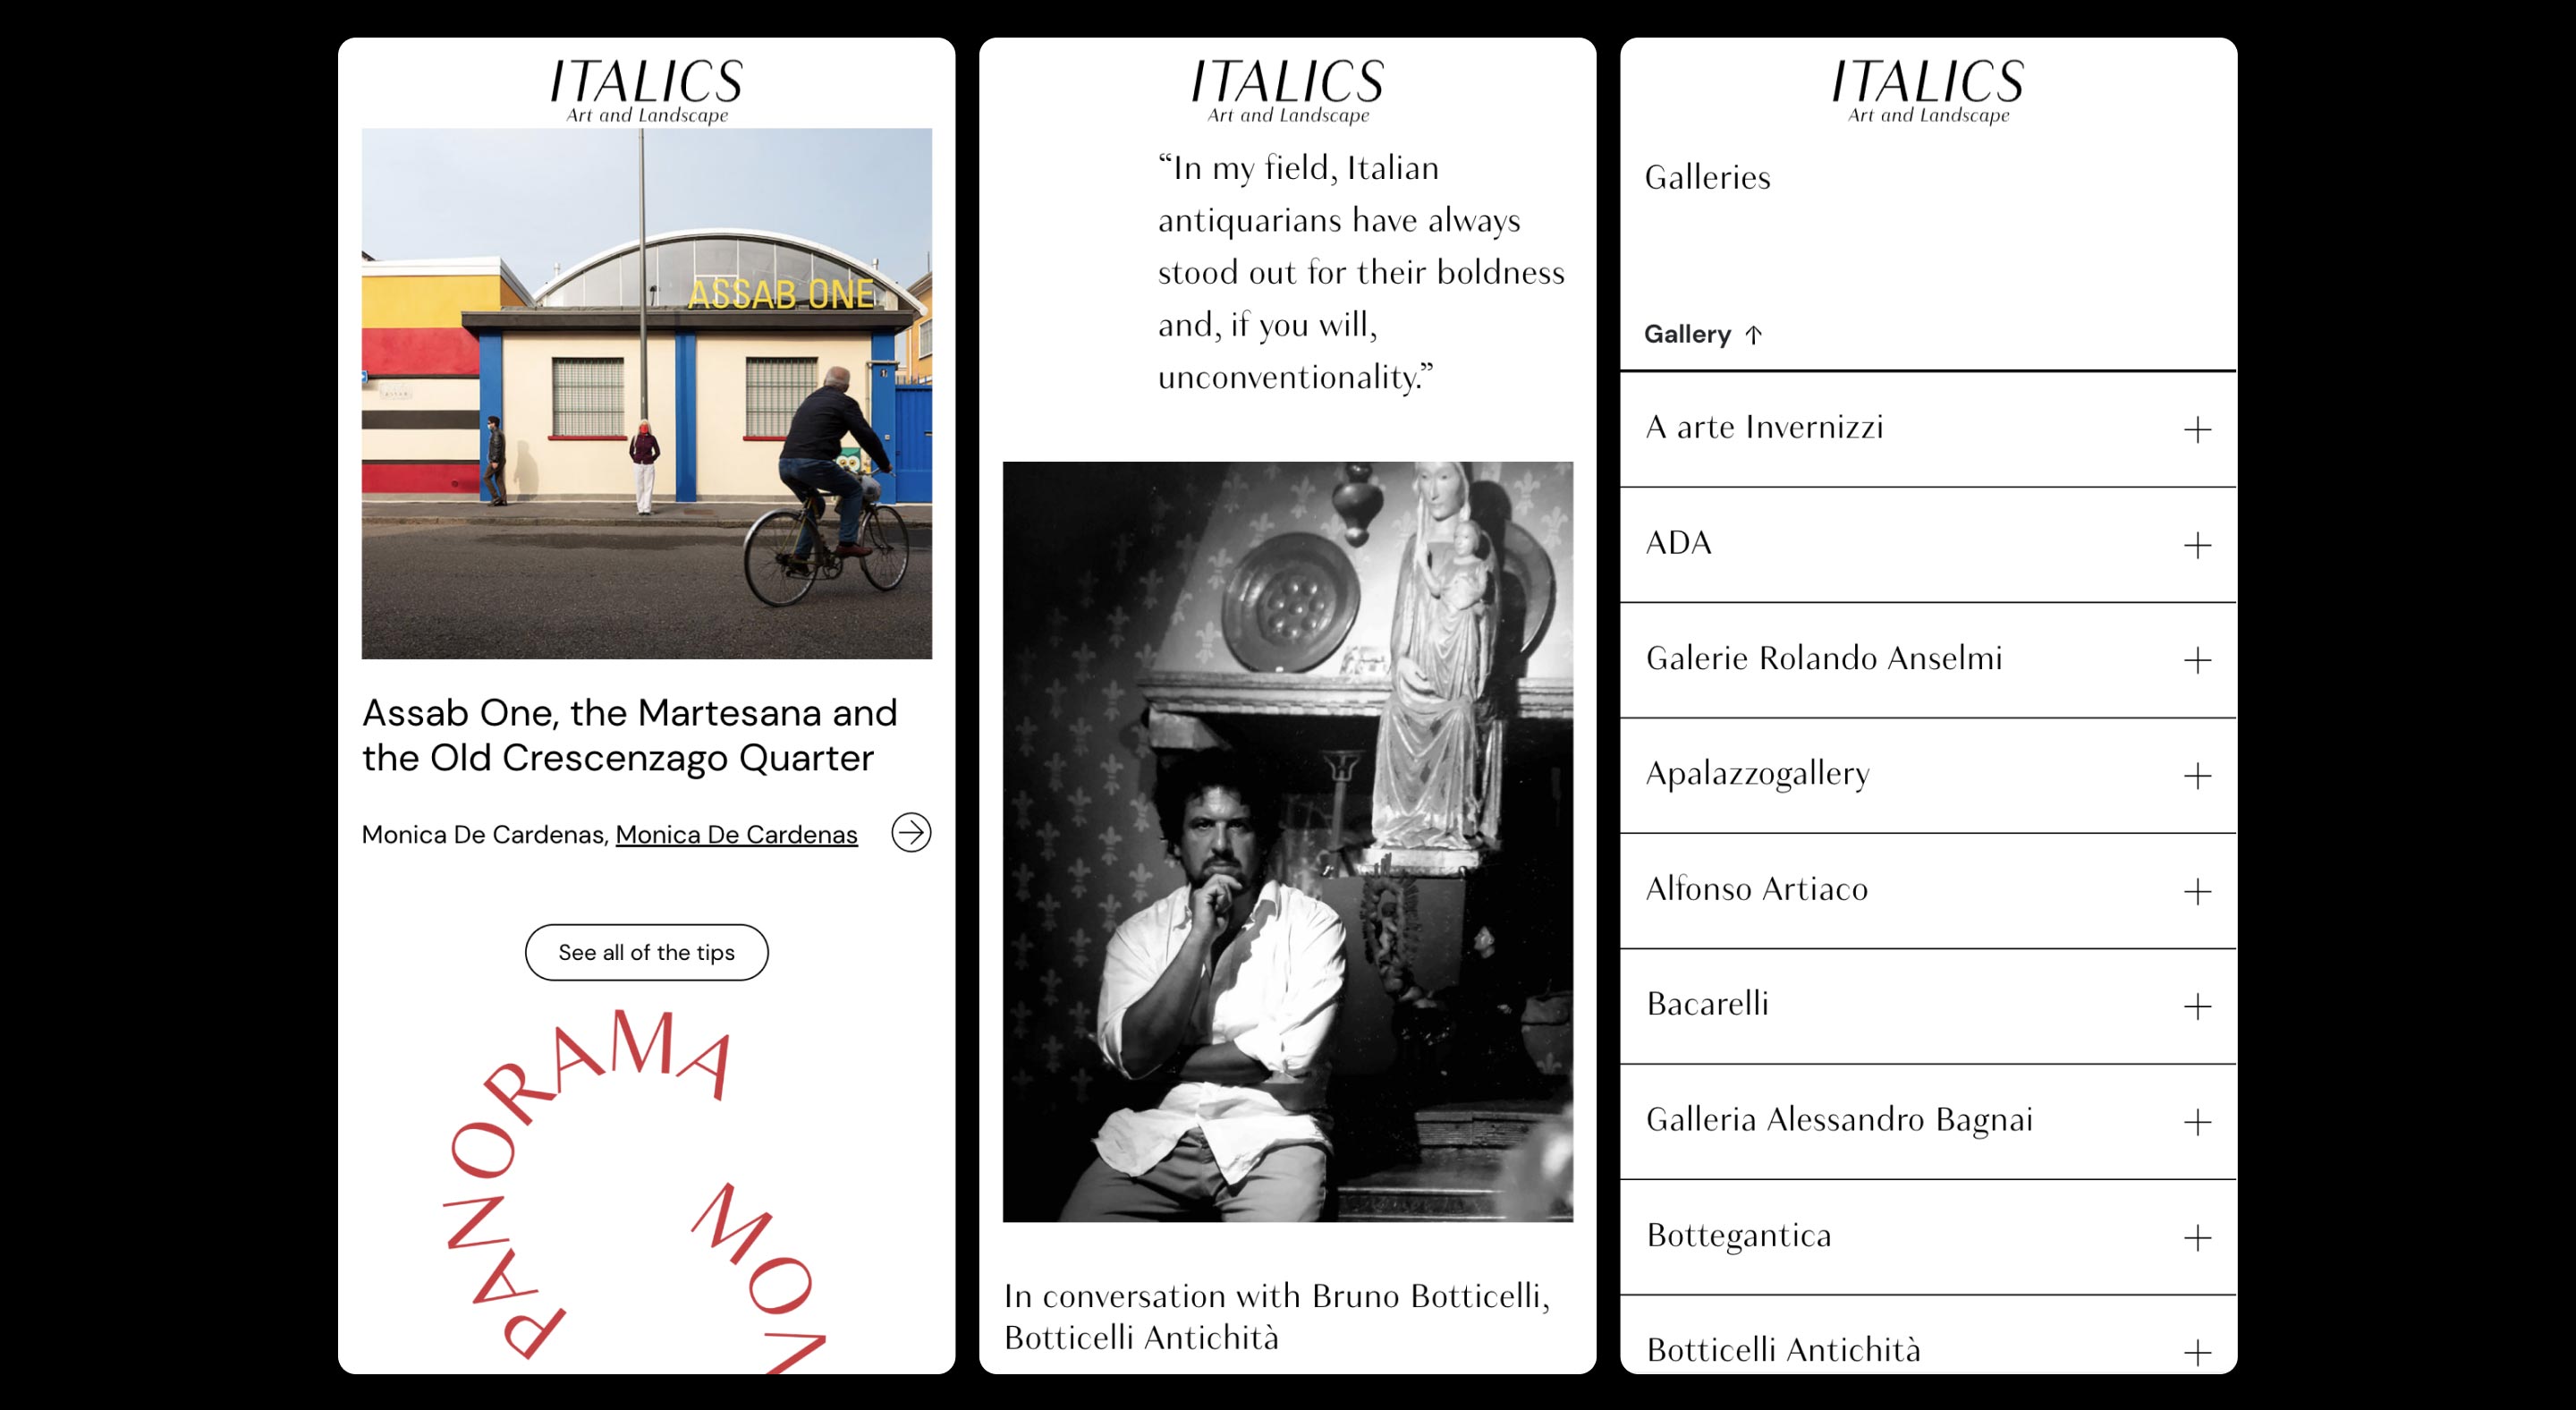 ITALICS
Art and Landscape
ASSAB ONE
Assab One, the Martesana and
the Old Crescenzago Quarter
Monica De Cardenas, Monica De Cardenas
See all of the tips
PANORAMA
MON
ITALICS
Art and Landscape
“In my field, Italian
antiquarians have always
stood out for their boldness
and, if you will,
unconventionality.”
In conversation with Bruno Botticelli,
Botticelli Antichità
ITALICS
Art and Landscape
Galleries
Gallery ↑
A arte Invernizzi
ADA
Galerie Rolando Anselmi
Apalazzogallery
Alfonso Artiaco
Bacarelli
Galleria Alessandro Bagnai
Bottegantica
Botticelli Antichità